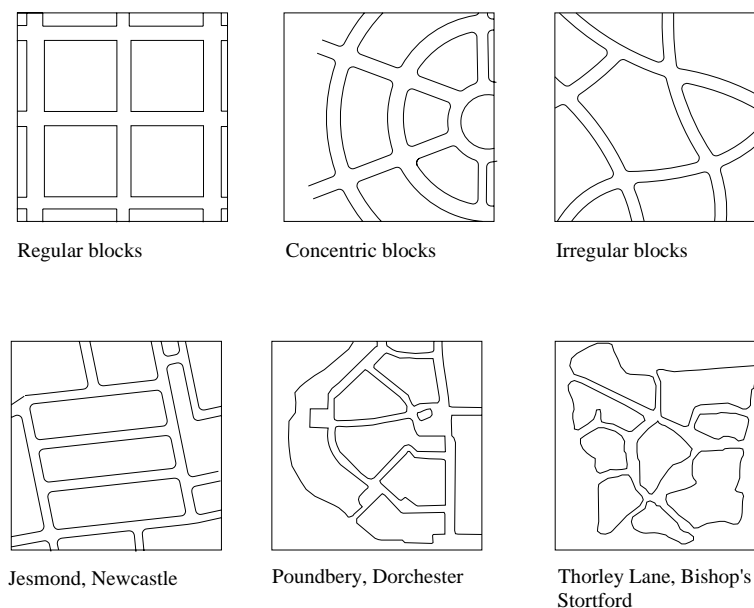 Regular blocks
Concentric blocks
Irregular blocks
Jesmond, Newcastle
Poundbery, Dorchester
Thorley Lane, Bishop's
Stortford